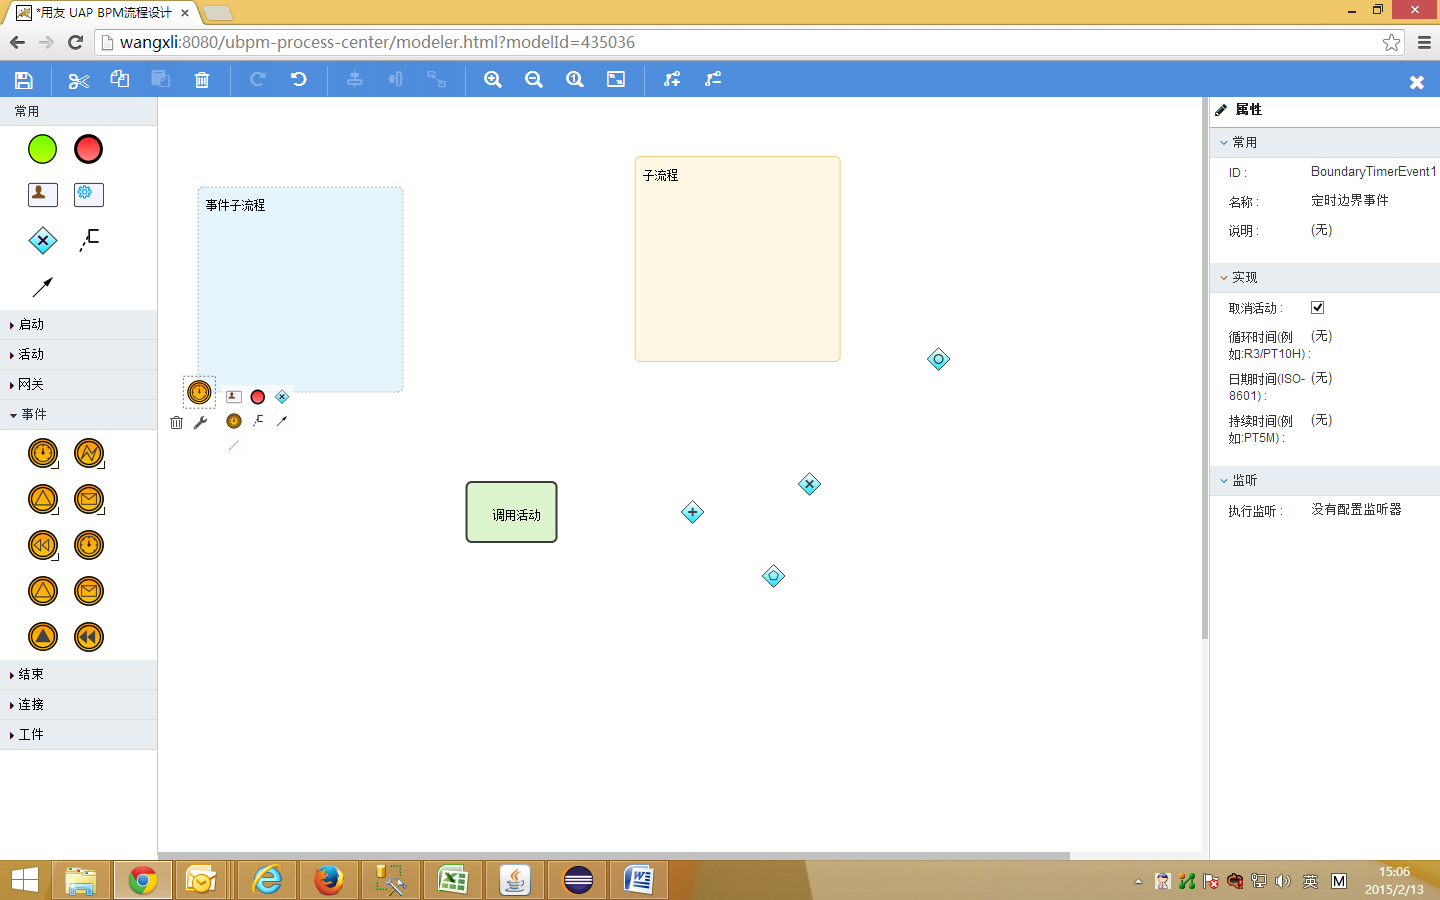 *用友 UAP BPM流程设计
wangxli:8080/ubpm-process-center/modeler.html?modelId=435036
常用
启动
活动
网关
事件
结束
连接
工件
事件子流程
子流程
调用活动
属性
常用
ID : BoundaryTimerEvent1
名称 : 定时边界事件
说明 : (无)
实现
取消活动 :
循环时间(例 (无)
如:R3/PT10H) :
日期时间(ISO- (无)
8601) :
持续时间(例 (无)
如:PT5M) :
监听
执行监听 : 没有配置监听器
英 M
15:06
2015/2/13